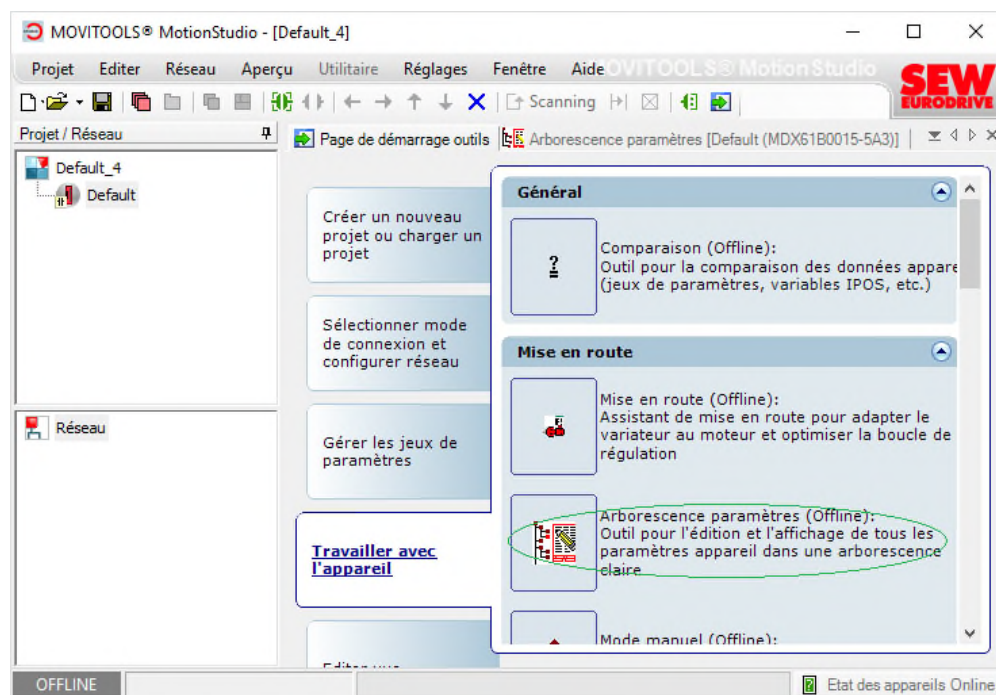 MOVITOOLS® MotionStudio - [Default_4]
Projet Editer Réseau Aperçu Utilitaire Réglages Fenêtre Aide
MOVITOOLS® MotionStudio
SEW
EURODRIVE
Scanning
Projet / Réseau
Page de démarrage outils
Arborescence paramètres [Default (MDX61B0015-5A3)]
Default_4
Default
Réseau
Créer un nouveau
projet ou charger un
projet
Sélectionner mode
de connexion et
configurer réseau
Gérer les jeux de
paramètres
Travailler avec
l'appareil
Général
Comparaison (Offline):
Outil pour la comparaison des données appare
(jeux de paramètres, variables IPOS, etc.)
Mise en route
Mise en route (Offline):
Assistant de mise en route pour adapter le
variateur au moteur et optimiser la boucle de
régulation
Arborescence paramètres (Offline):
Outil pour l'édition et l'affichage de tous les
paramètres appareil dans une arborescence
claire
Mode manuel (Offline):
OFFLINE
Etat des appareils Online